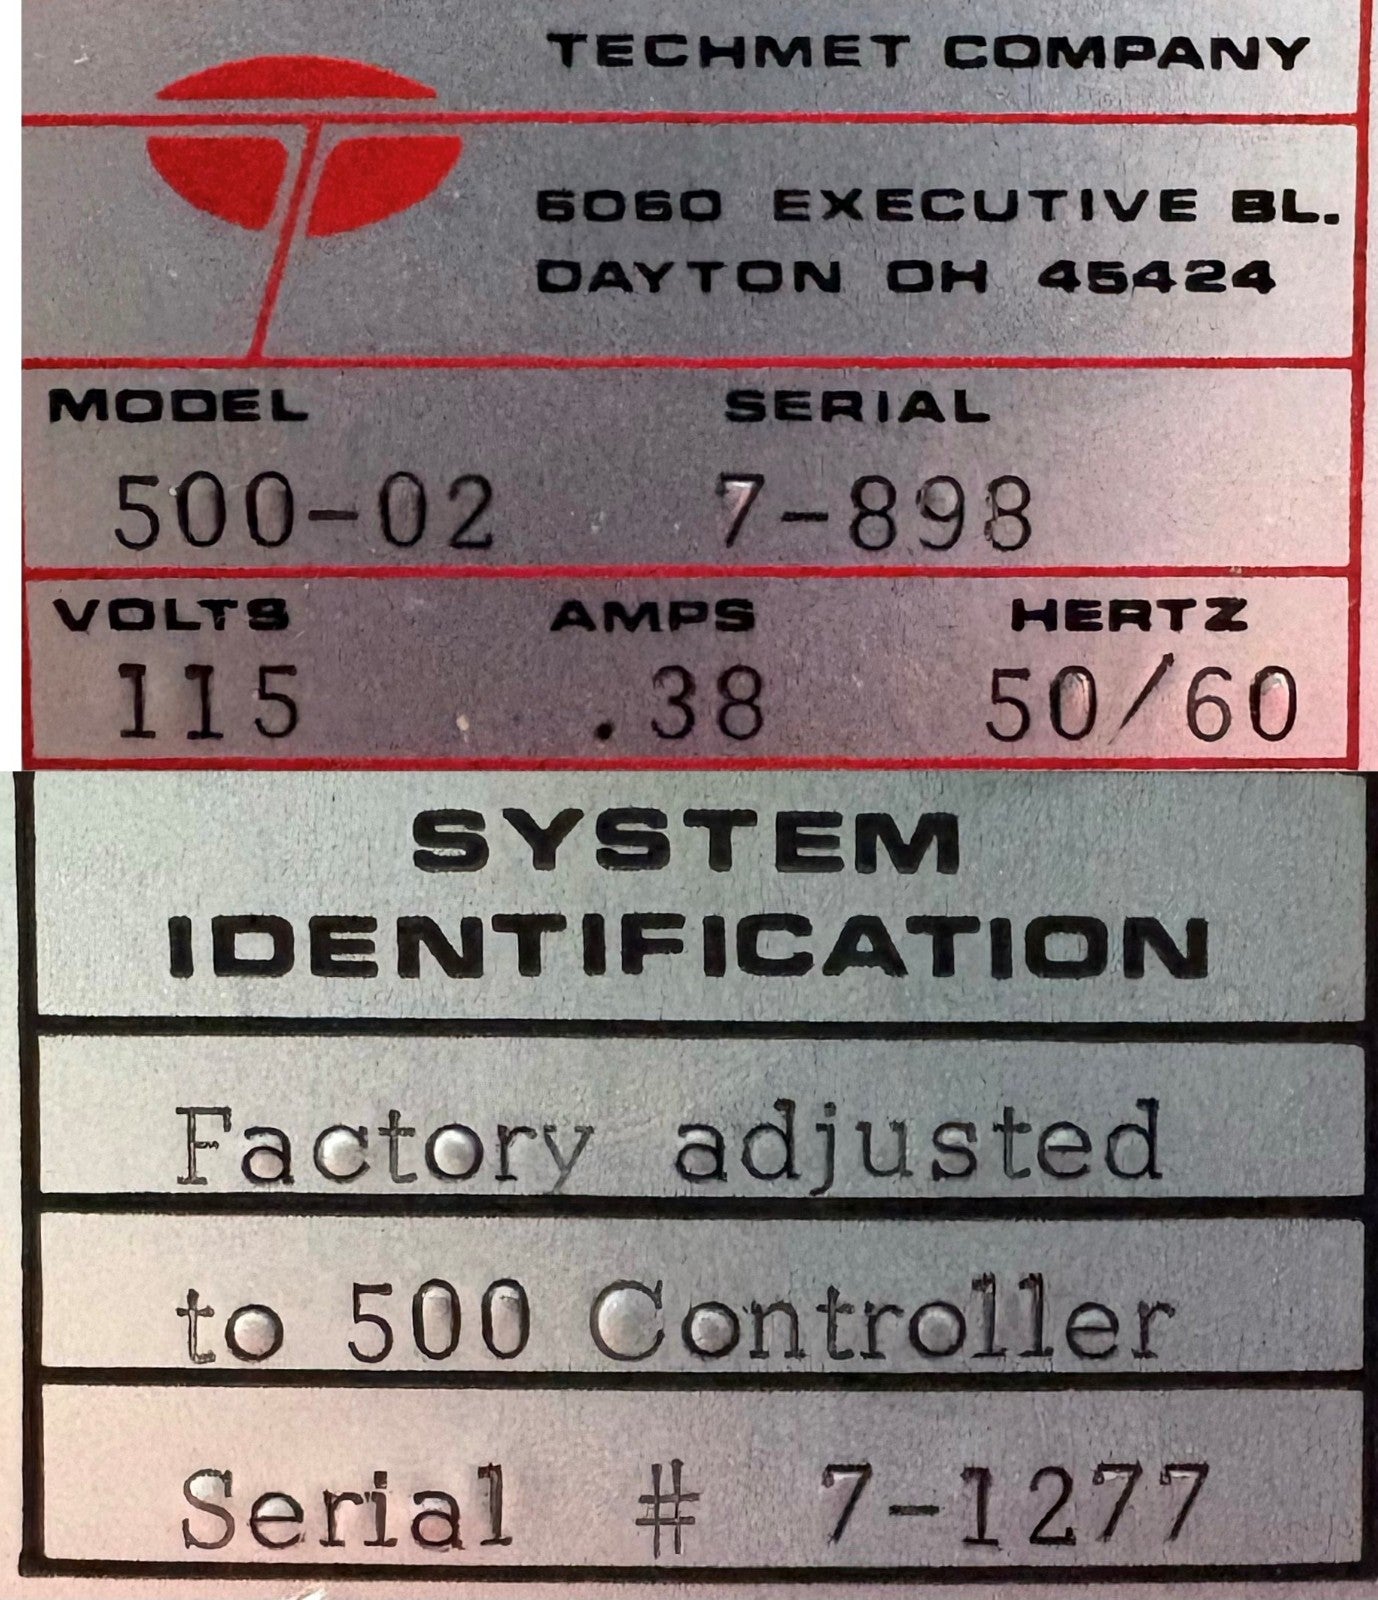 TECHMET COMPANY
6060 EXECUTIVE BL.
DAYTON OH 45424
MODEL SERIAL
500-02 7-898
VOLTS AMPS HERTZ
115 .38 50/60
SYSTEM
IDENTIFICATION
Factory adjusted
to 500 Controller
Serial # 7-1277